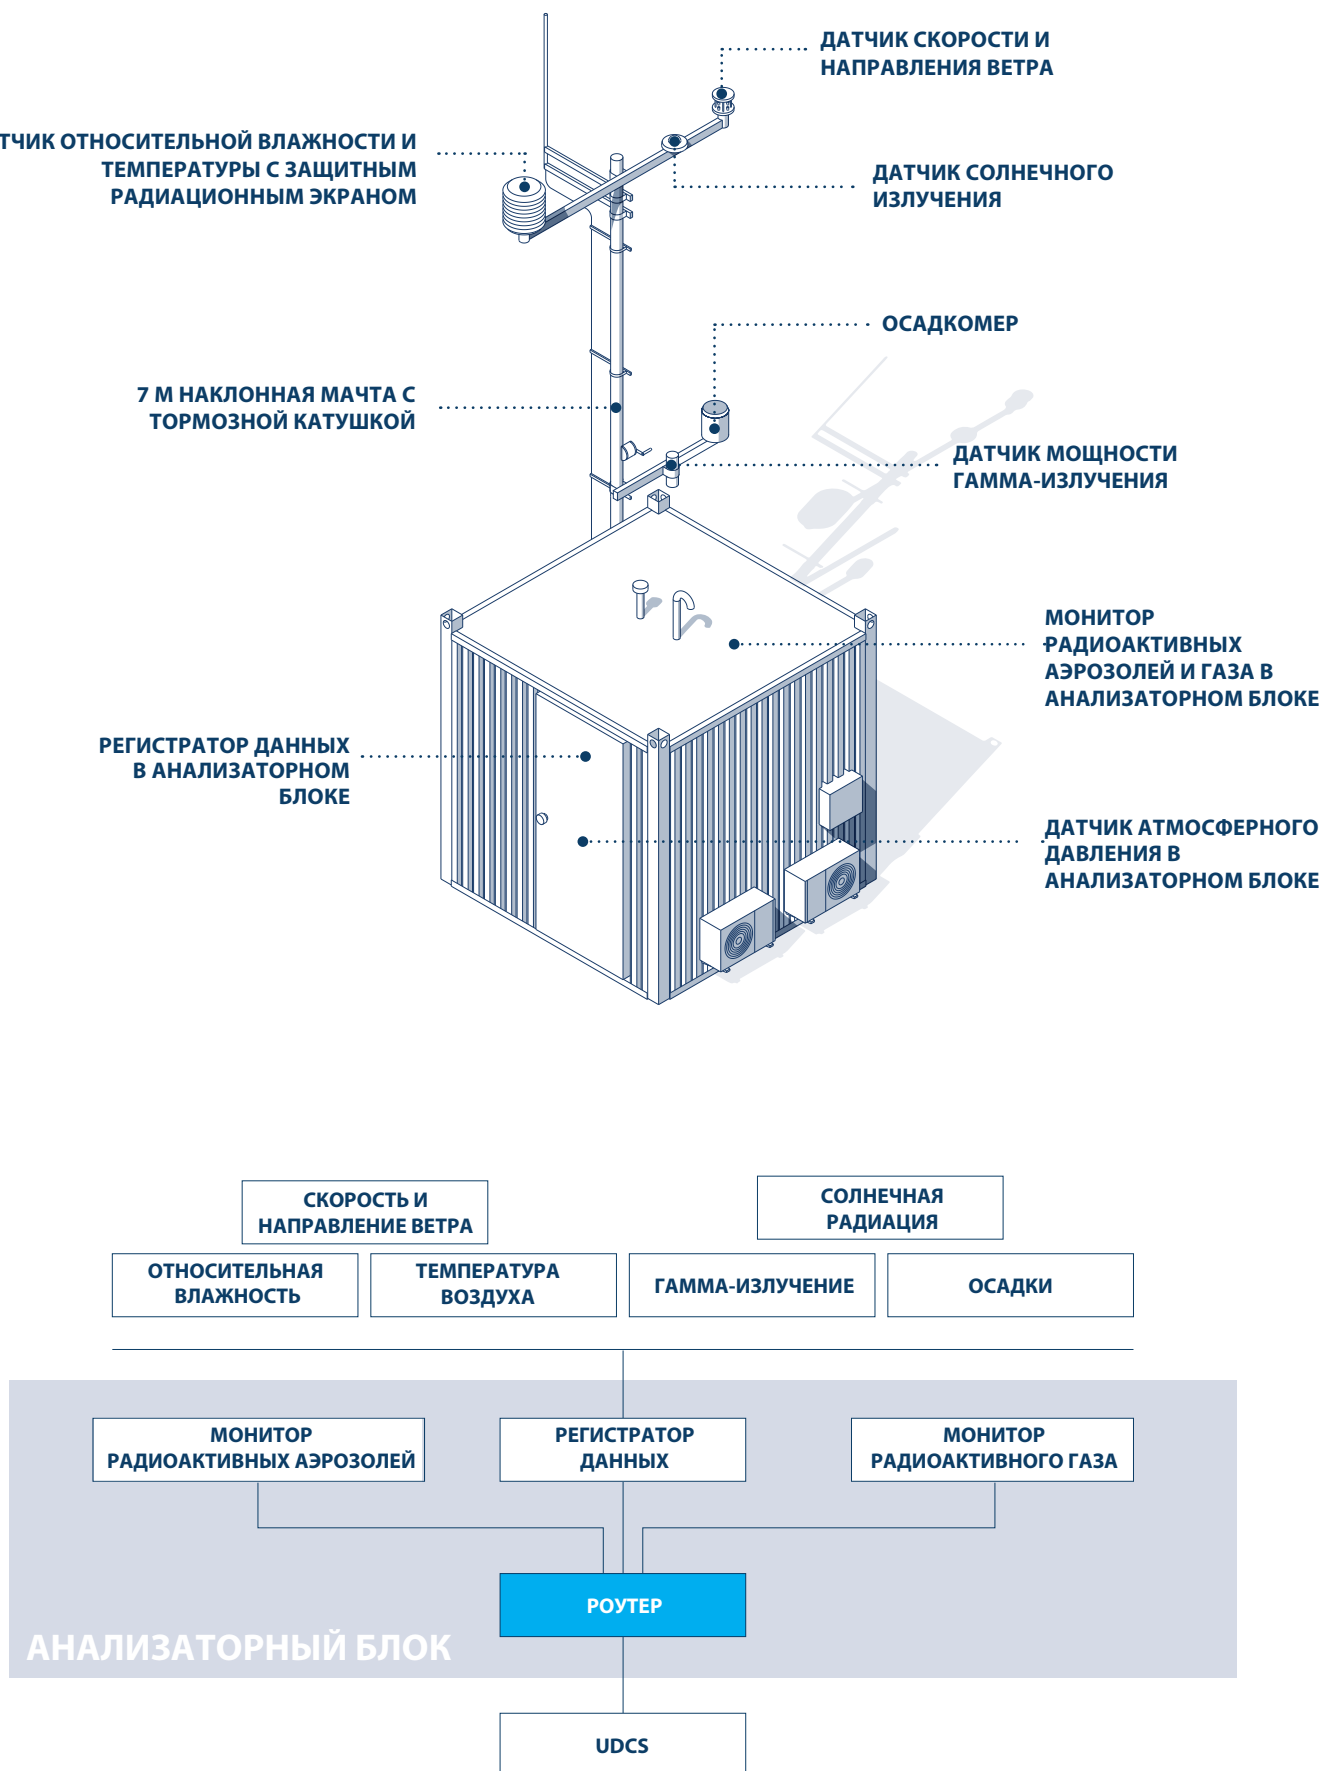 ДАТЧИК СКОРОСТИ И
НАПРАВЛЕНИЯ ВЕТРА
ТЧИК ОТНОСИТЕЛЬНОЙ ВЛАЖНОСТИ И
ТЕМПЕРАТУРЫ С ЗАЩИТНЫМ
РАДИАЦИОННЫМ ЭКРАНОМ
ДАТЧИК СОЛНЕЧНОГО
ИЗЛУЧЕНИЯ
ОСАДКОМЕР
7 М НАКЛОННАЯ МАЧТА С
ТОРМОЗНОЙ КАТУШКОЙ
ДАТЧИК МОЩНОСТИ
ГАММА-ИЗЛУЧЕНИЯ
МОНИТОР
РАДИОАКТИВНЫХ
АЭРОЗОЛЕЙ И ГАЗА В
АНАЛИЗАТОРНОМ БЛОКЕ
РЕГИСТРАТОР ДАННЫХ
В АНАЛИЗАТОРНОМ
БЛОКЕ
ДАТЧИК АТМОСФЕРНОГО
ДАВЛЕНИЯ В
АНАЛИЗАТОРНОМ БЛОКЕ
СКОРОСТЬ И
НАПРАВЛЕНИЕ ВЕТРА
СОЛНЕЧНАЯ
РАДИАЦИЯ
ОТНОСИТЕЛЬНАЯ
ВЛАЖНОСТЬ
ТЕМПЕРАТУРА
ВОЗДУХА
ГАММА-ИЗЛУЧЕНИЕ
ОСАДКИ
МОНИТОР
РАДИОАКТИВНЫХ АЭРОЗОЛЕЙ
РЕГИСТРАТОР
ДАННЫХ
МОНИТОР
РАДИОАКТИВНОГО ГАЗА
РОУТЕР
АНАЛИЗАТОРНЫЙ БЛОК
UDCS